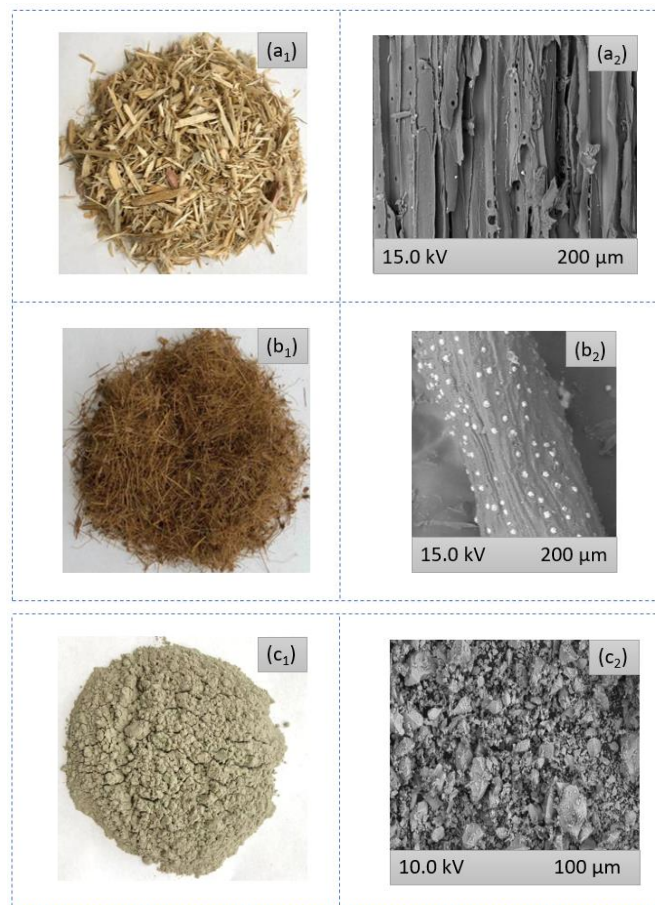 (a₁)
(a₂)
15.0 kV 200 µm
(b₁)
(b₂)
15.0 kV 200 µm
(c₁)
(c₂)
10.0 kV 100 µm